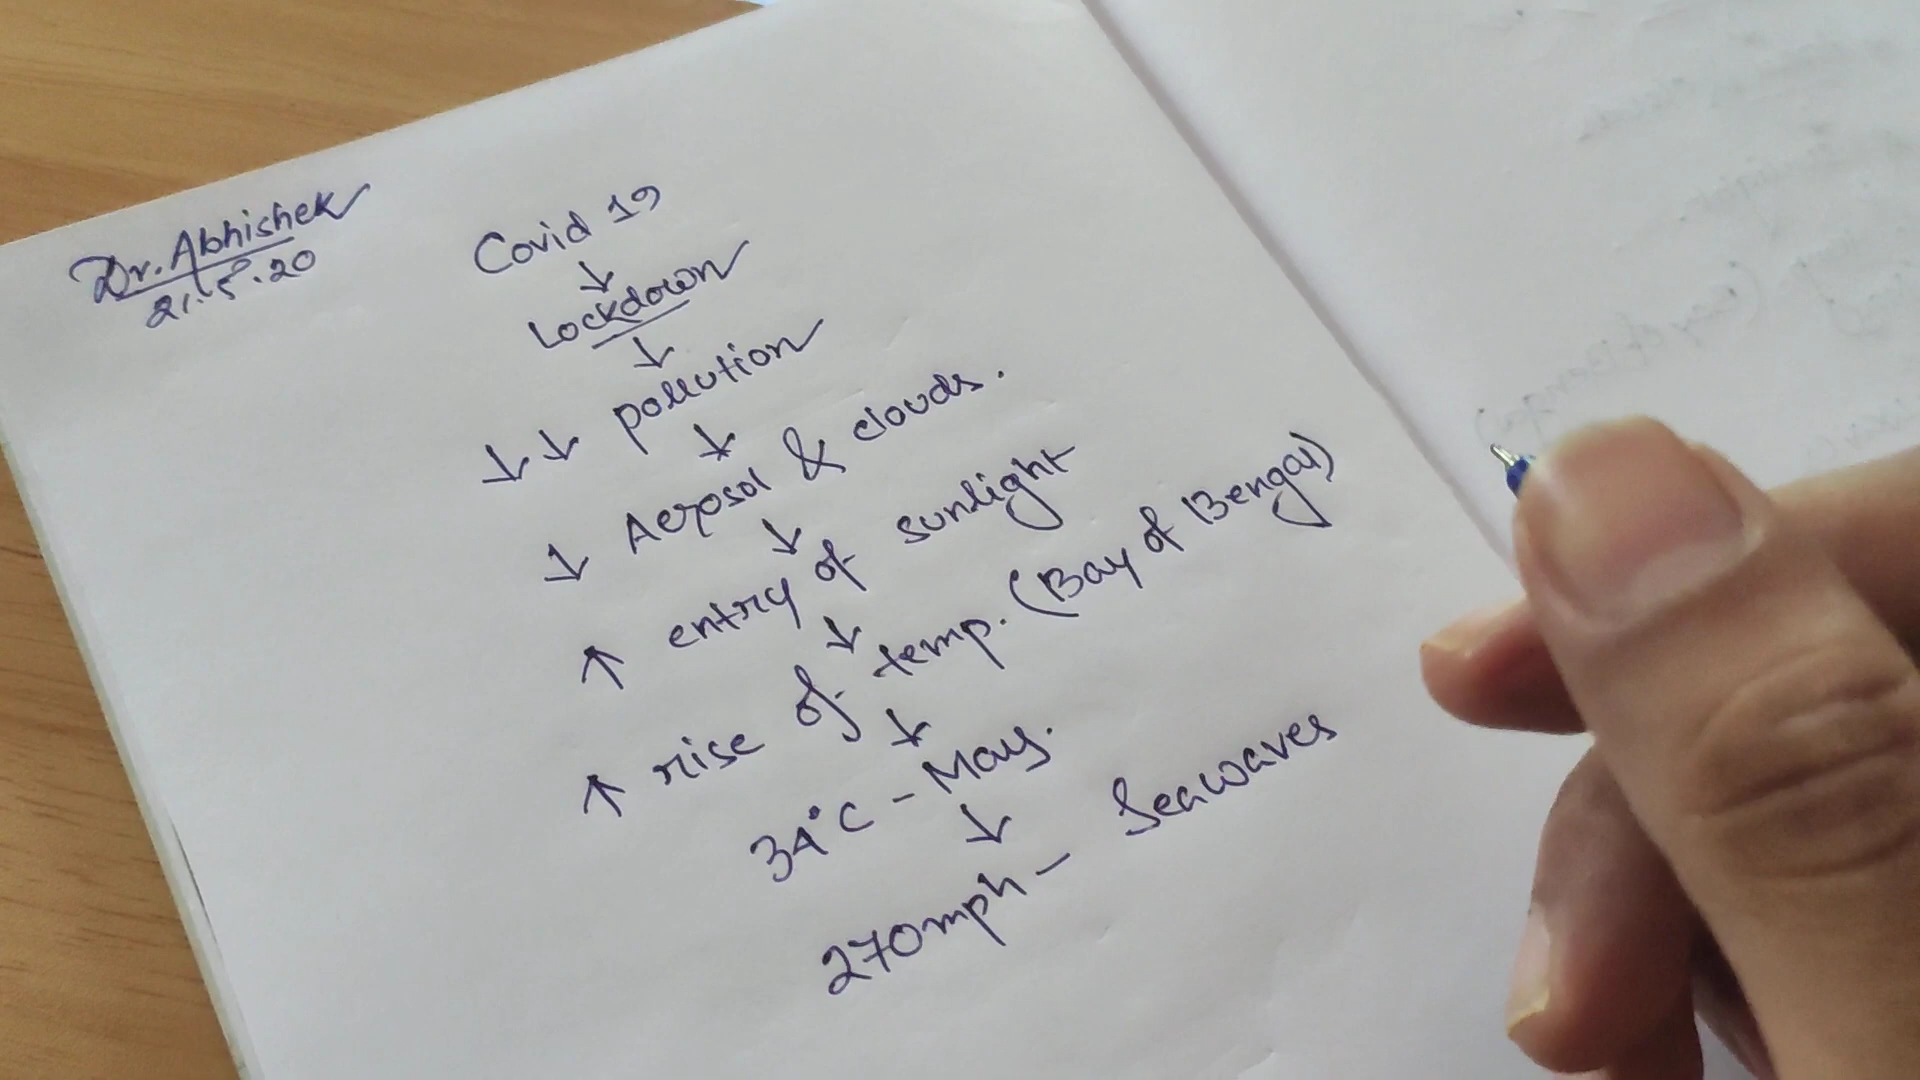 Dr. Abhishek
21.5.20
Covid 19
↓
Lockdown
↓
↓↓ pollution
↓
↓ Aerosol & clouds.
↓
↑ entry of sunlight
↓
↑ rise of temp. (Bay of Bengal)
↓
34°C - May.
↓
270mph - Seawaves